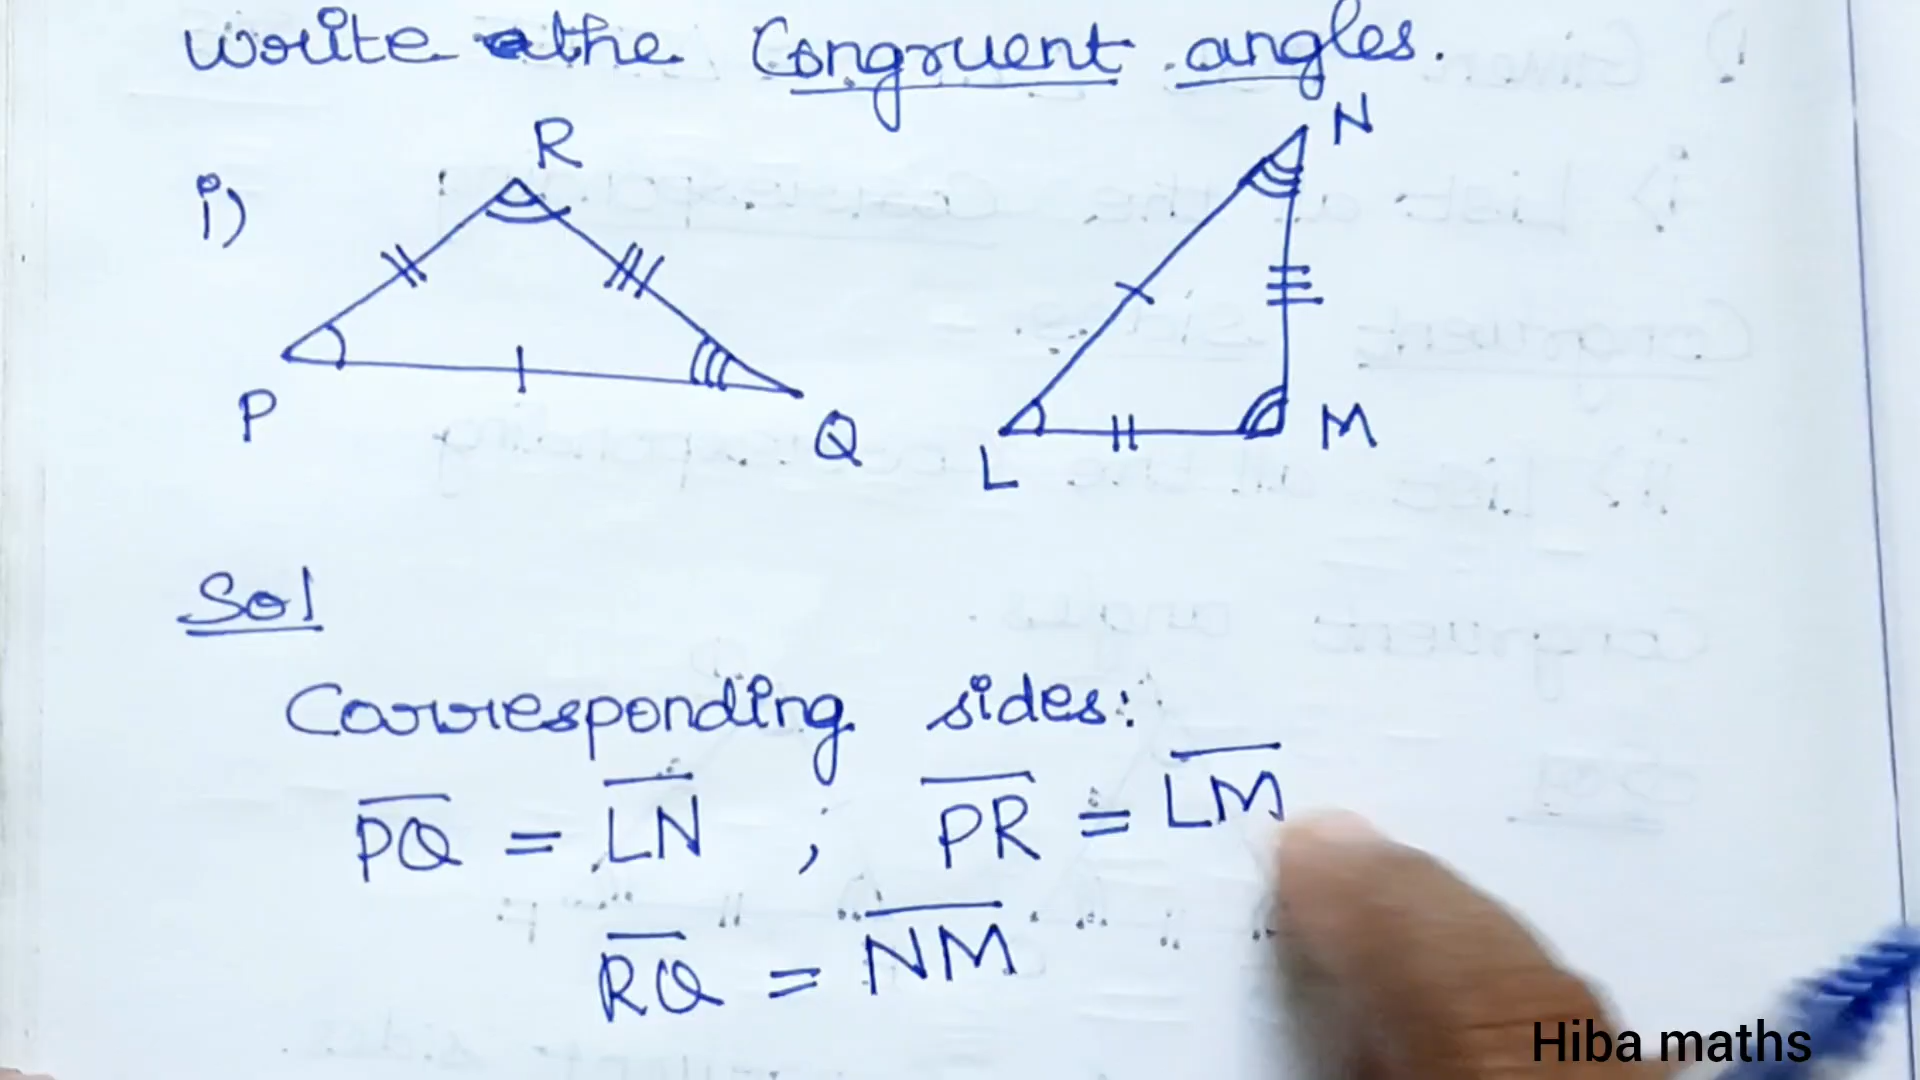 write the Congruent angles.
i)
R
N
P
Q
L
M
Sol
Corresponding sides:
PQ = LN ; PR = LM
RQ = NM
Hiba maths